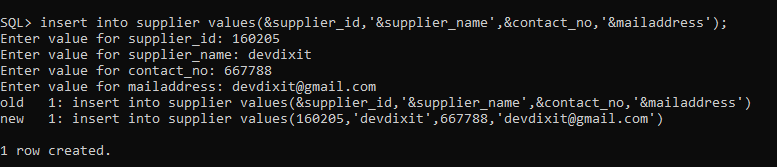 SQL> insert into supplier values(&supplier_id,'&supplier_name',&contact_no,'&mailaddress');
Enter value for supplier_id: 160205
Enter value for supplier_name: devdixit
Enter value for contact_no: 667788
Enter value for mailaddress: devdixit@gmail.com
old   1: insert into supplier values(&supplier_id,'&supplier_name',&contact_no,'&mailaddress')
new   1: insert into supplier values(160205,'devdixit',667788,'devdixit@gmail.com')
1 row created.